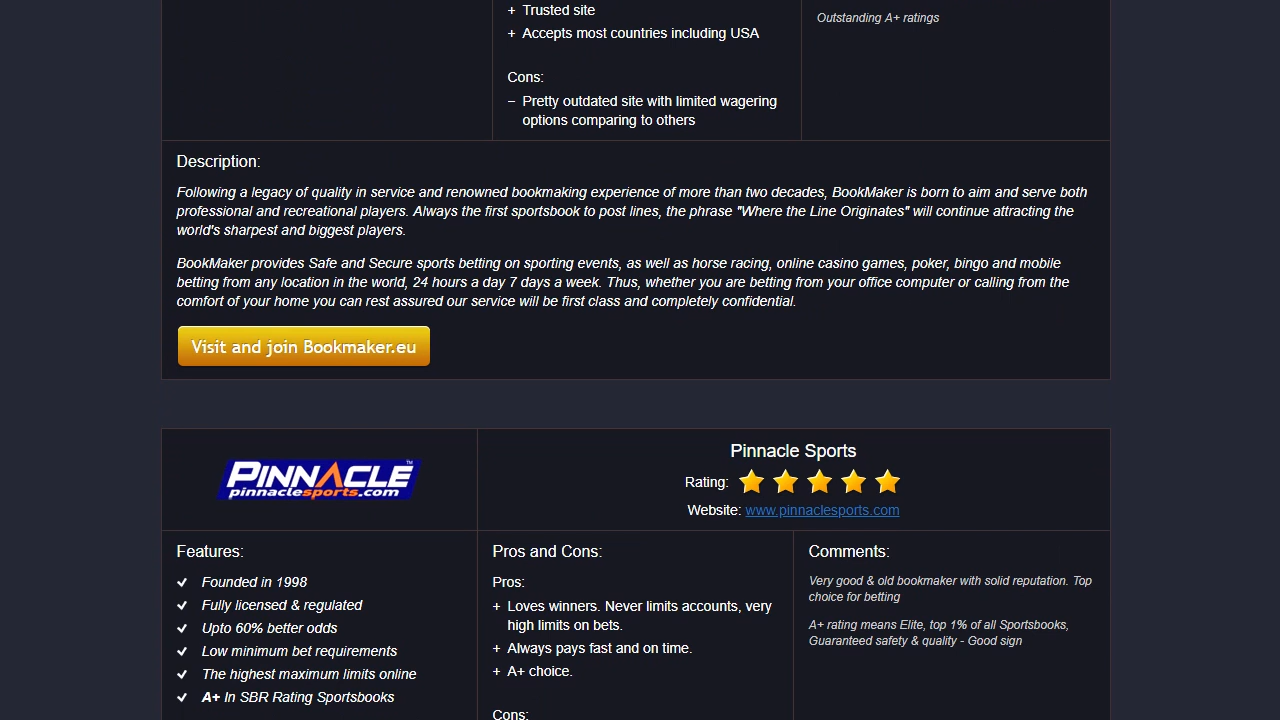 + Trusted site
+ Accepts most countries including USA
Outstanding A+ ratings
Cons:
– Pretty outdated site with limited wagering
options comparing to others
Description:
Following a legacy of quality in service and renowned bookmaking experience of more than two decades, BookMaker is born to aim and serve both
professional and recreational players. Always the first sportsbook to post lines, the phrase "Where the Line Originates" will continue attracting the
world's sharpest and biggest players.
BookMaker provides Safe and Secure sports betting on sporting events, as well as horse racing, online casino games, poker, bingo and mobile
betting from any location in the world, 24 hours a day 7 days a week. Thus, whether you are betting from your office computer or calling from the
comfort of your home you can rest assured our service will be first class and completely confidential.
Visit and join Bookmaker.eu
PINNACLE™
pinnaclesports.com
Pinnacle Sports
Rating:
Website: www.pinnaclesports.com
Features:
Founded in 1998
Fully licensed & regulated
Upto 60% better odds
Low minimum bet requirements
The highest maximum limits online
A+ In SBR Rating Sportsbooks
Pros and Cons:
Pros:
+ Loves winners. Never limits accounts, very
high limits on bets.
+ Always pays fast and on time.
+ A+ choice.
Cons:
Comments:
Very good & old bookmaker with solid reputation. Top
choice for betting
A+ rating means Elite, top 1% of all Sportsbooks,
Guaranteed safety & quality - Good sign